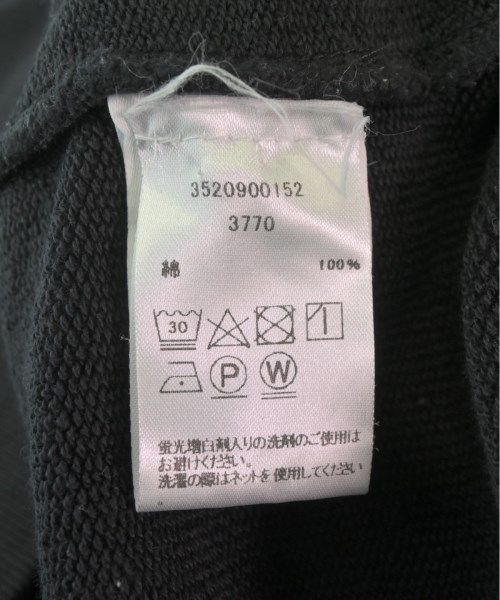 3520900152
3770
綿 100%
30
P W
蛍光増白剤入りの洗剤のご使用は
お避けください。
洗濯の際はネットを使用してください
。